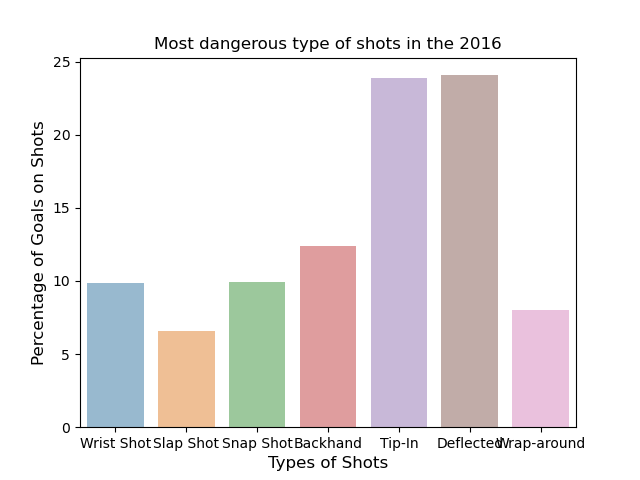 Most dangerous type of shots in the 2016
Percentage of Goals on Shots
25
20
15
10
5
0
Wrist Shot Slap Shot Snap Shot Backhand Tip-In Deflected Wrap-around
Types of Shots